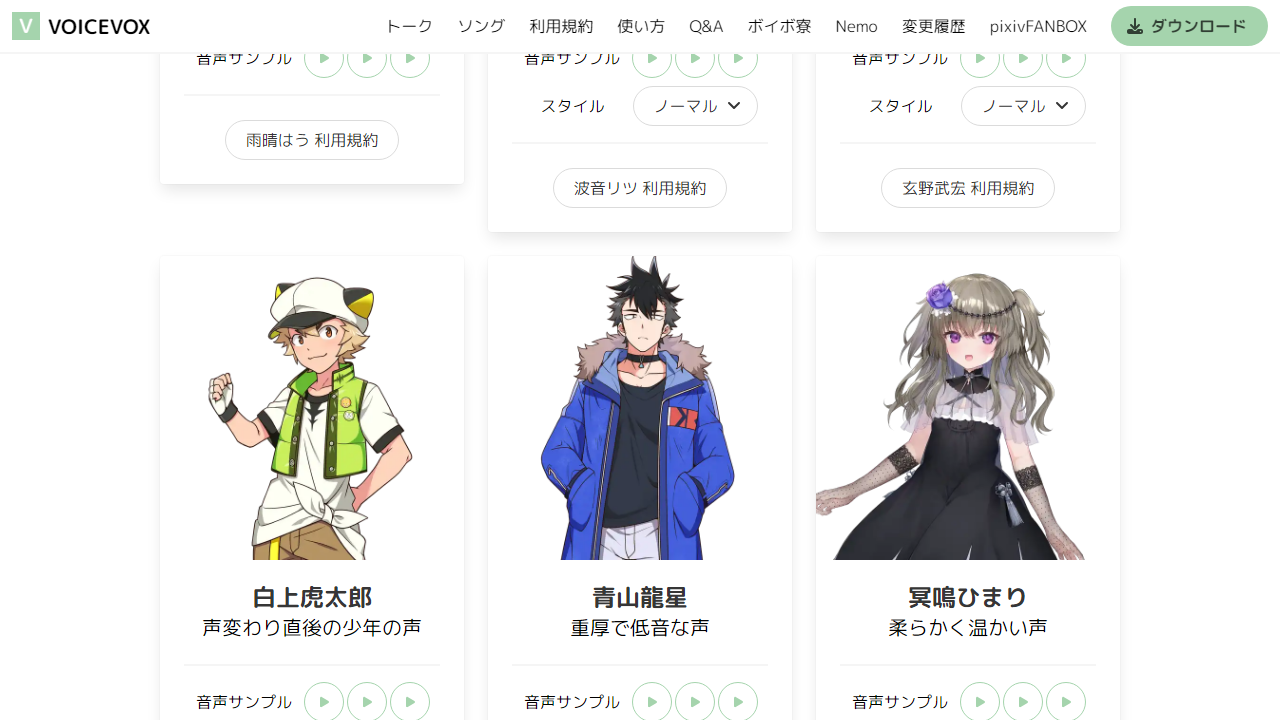 V VOICEVOX トーク ソング 利用規約 使い方 Q&A ボイボ寮 Nemo 変更履歴 pixivFANBOX ダウンロード
音声サンプル 音声サンプル 音声サンプル
スタイル ノーマル スタイル ノーマル
雨晴はう 利用規約
波音リツ 利用規約 玄野武宏 利用規約
白上虎太郎 青山龍星 冥鳴ひまり
声変わり直後の少年の声 重厚で低音な声 柔らかく温かい声
音声サンプル 音声サンプル 音声サンプル